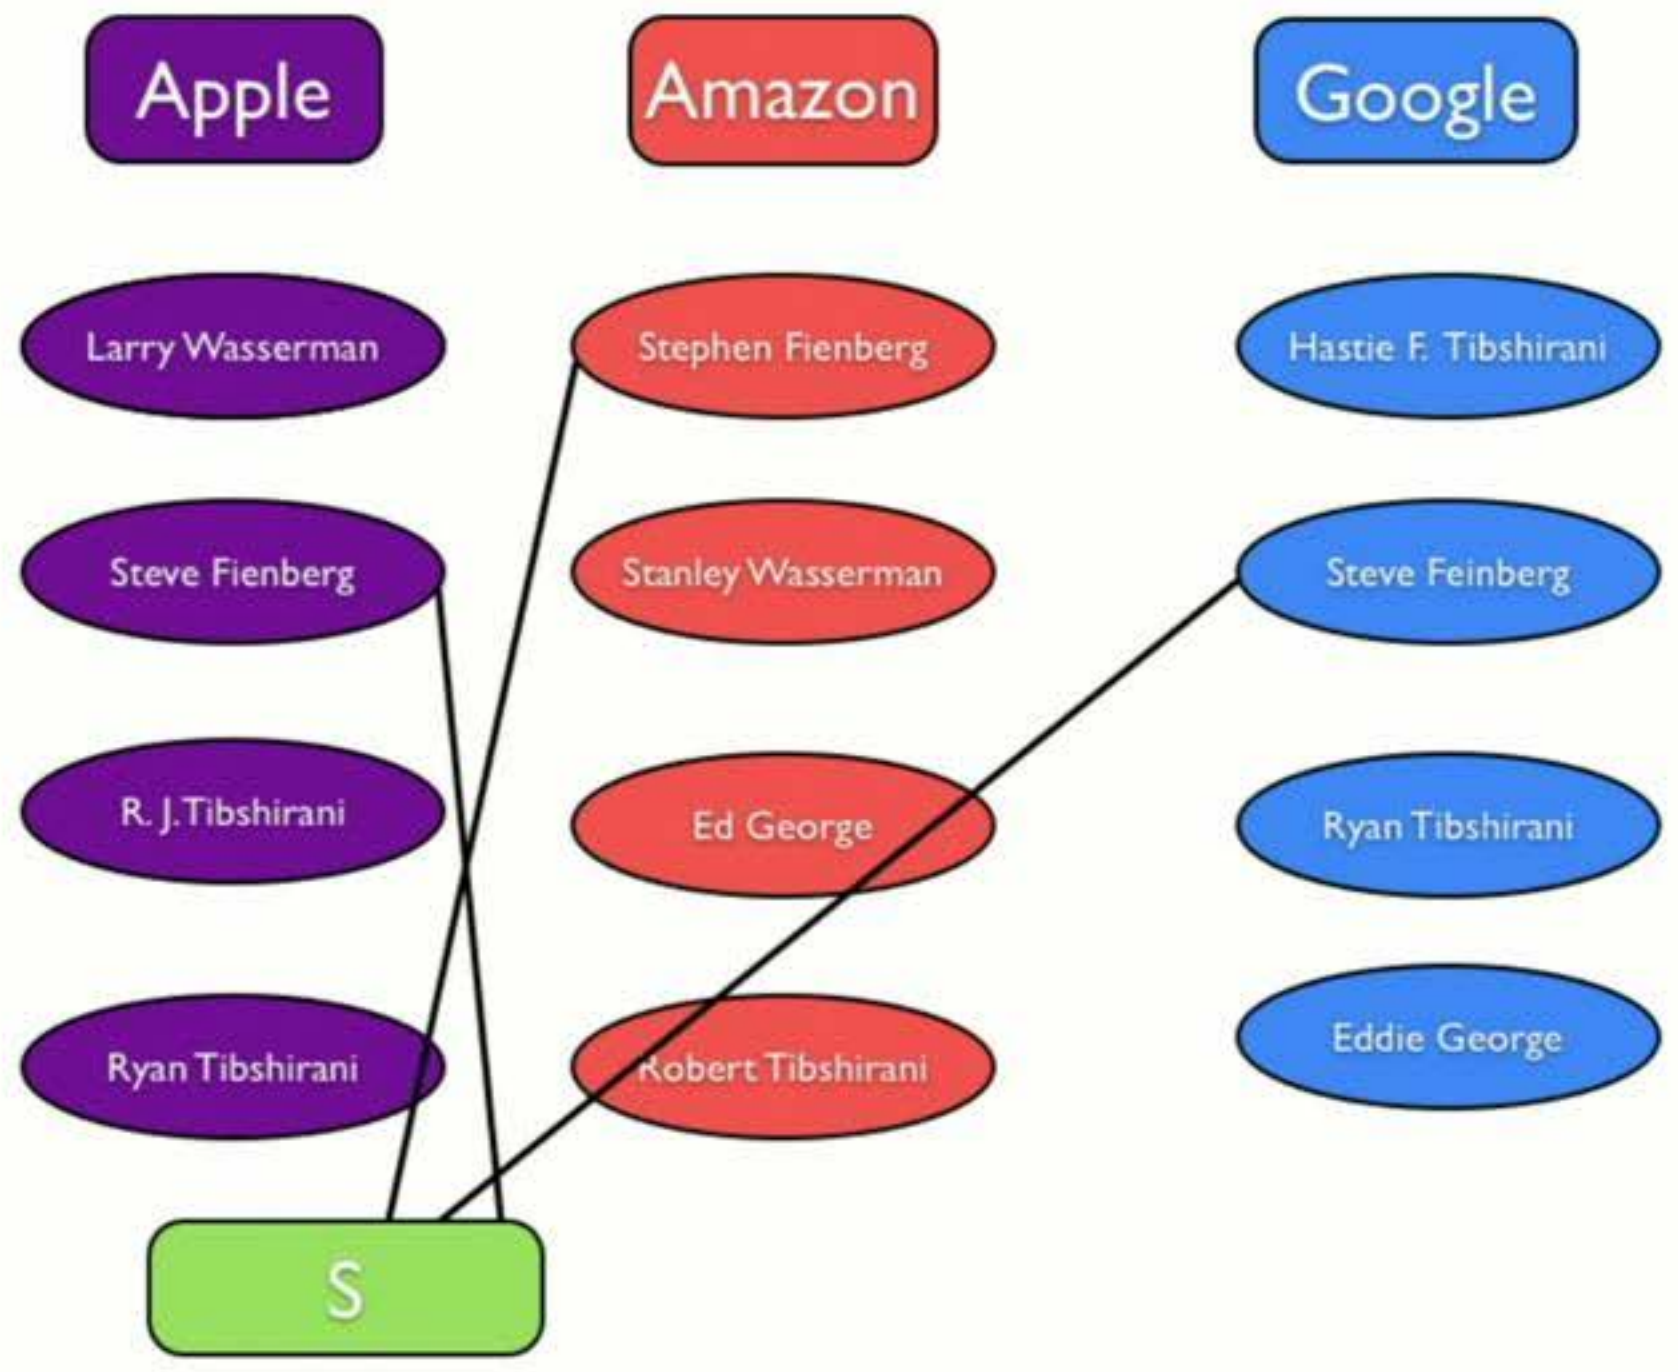 Apple
Amazon
Google
Larry Wasserman
Stephen Fienberg
Hastie F. Tibshirani
Steve Fienberg
Stanley Wasserman
Steve Feinberg
R. J. Tibshirani
Ed George
Ryan Tibshirani
Ryan Tibshirani
Robert Tibshirani
Eddie George
S